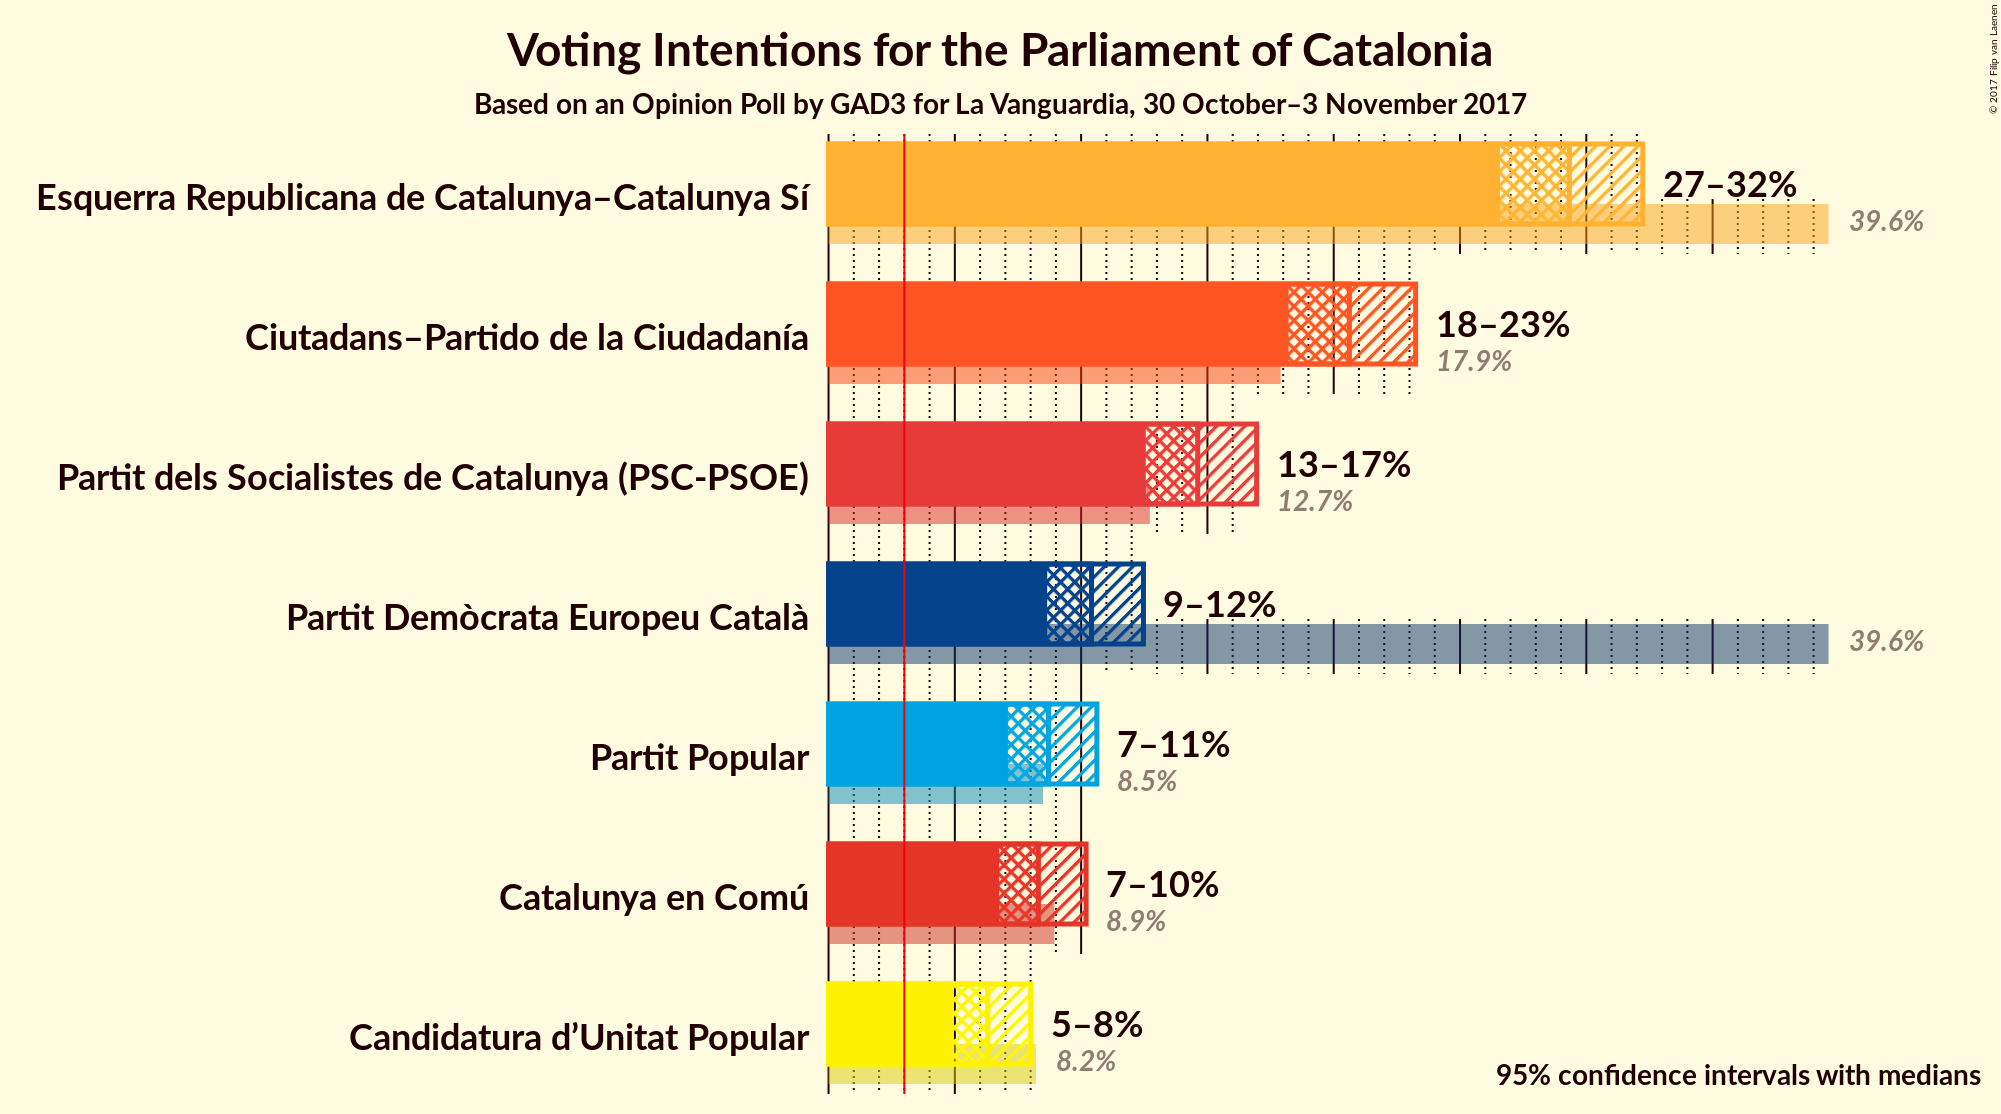 Voting Intentions for the Parliament of Catalonia
Based on an Opinion Poll by GAD3 for La Vanguardia, 30 October–3 November 2017
© 2017 Filip van Laenen
Esquerra Republicana de Catalunya–Catalunya Sí
27–32%
39.6%
Ciutadans–Partido de la Ciudadanía
18–23%
17.9%
Partit dels Socialistes de Catalunya (PSC-PSOE)
13–17%
12.7%
Partit Demòcrata Europeu Català
9–12%
39.6%
Partit Popular
7–11%
8.5%
Catalunya en Comú
7–10%
8.9%
Candidatura d’Unitat Popular
5–8%
8.2%
95% confidence intervals with medians